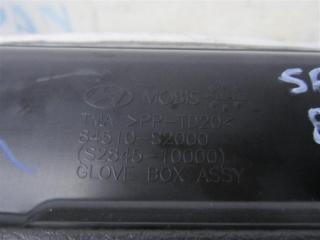 MOBIS
TWA >PP-TD20<
84510-S2000
(S2845-10000)
GLOVE BOX ASSY